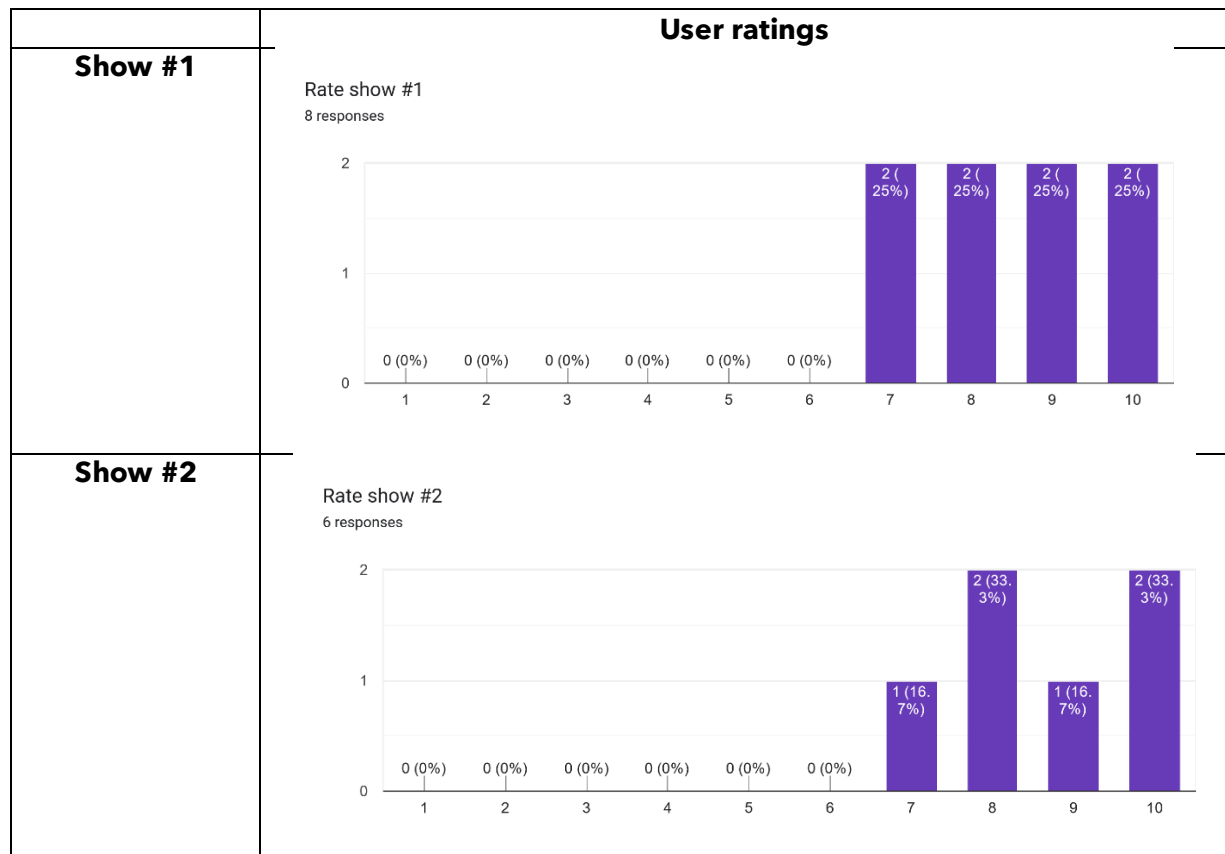 User ratings
Show #1
Rate show #1
8 responses
2
1
0
2 (
25%)
2 (
25%)
2 (
25%)
2 (
25%)
0 (0%) 0 (0%) 0 (0%) 0 (0%) 0 (0%) 0 (0%)
1 2 3 4 5 6 7 8 9 10
Show #2
Rate show #2
6 responses
2
1
0
2 (33.
3%)
2 (33.
3%)
1 (16.
7%)
1 (16.
7%)
0 (0%) 0 (0%) 0 (0%) 0 (0%) 0 (0%) 0 (0%)
1 2 3 4 5 6 7 8 9 10